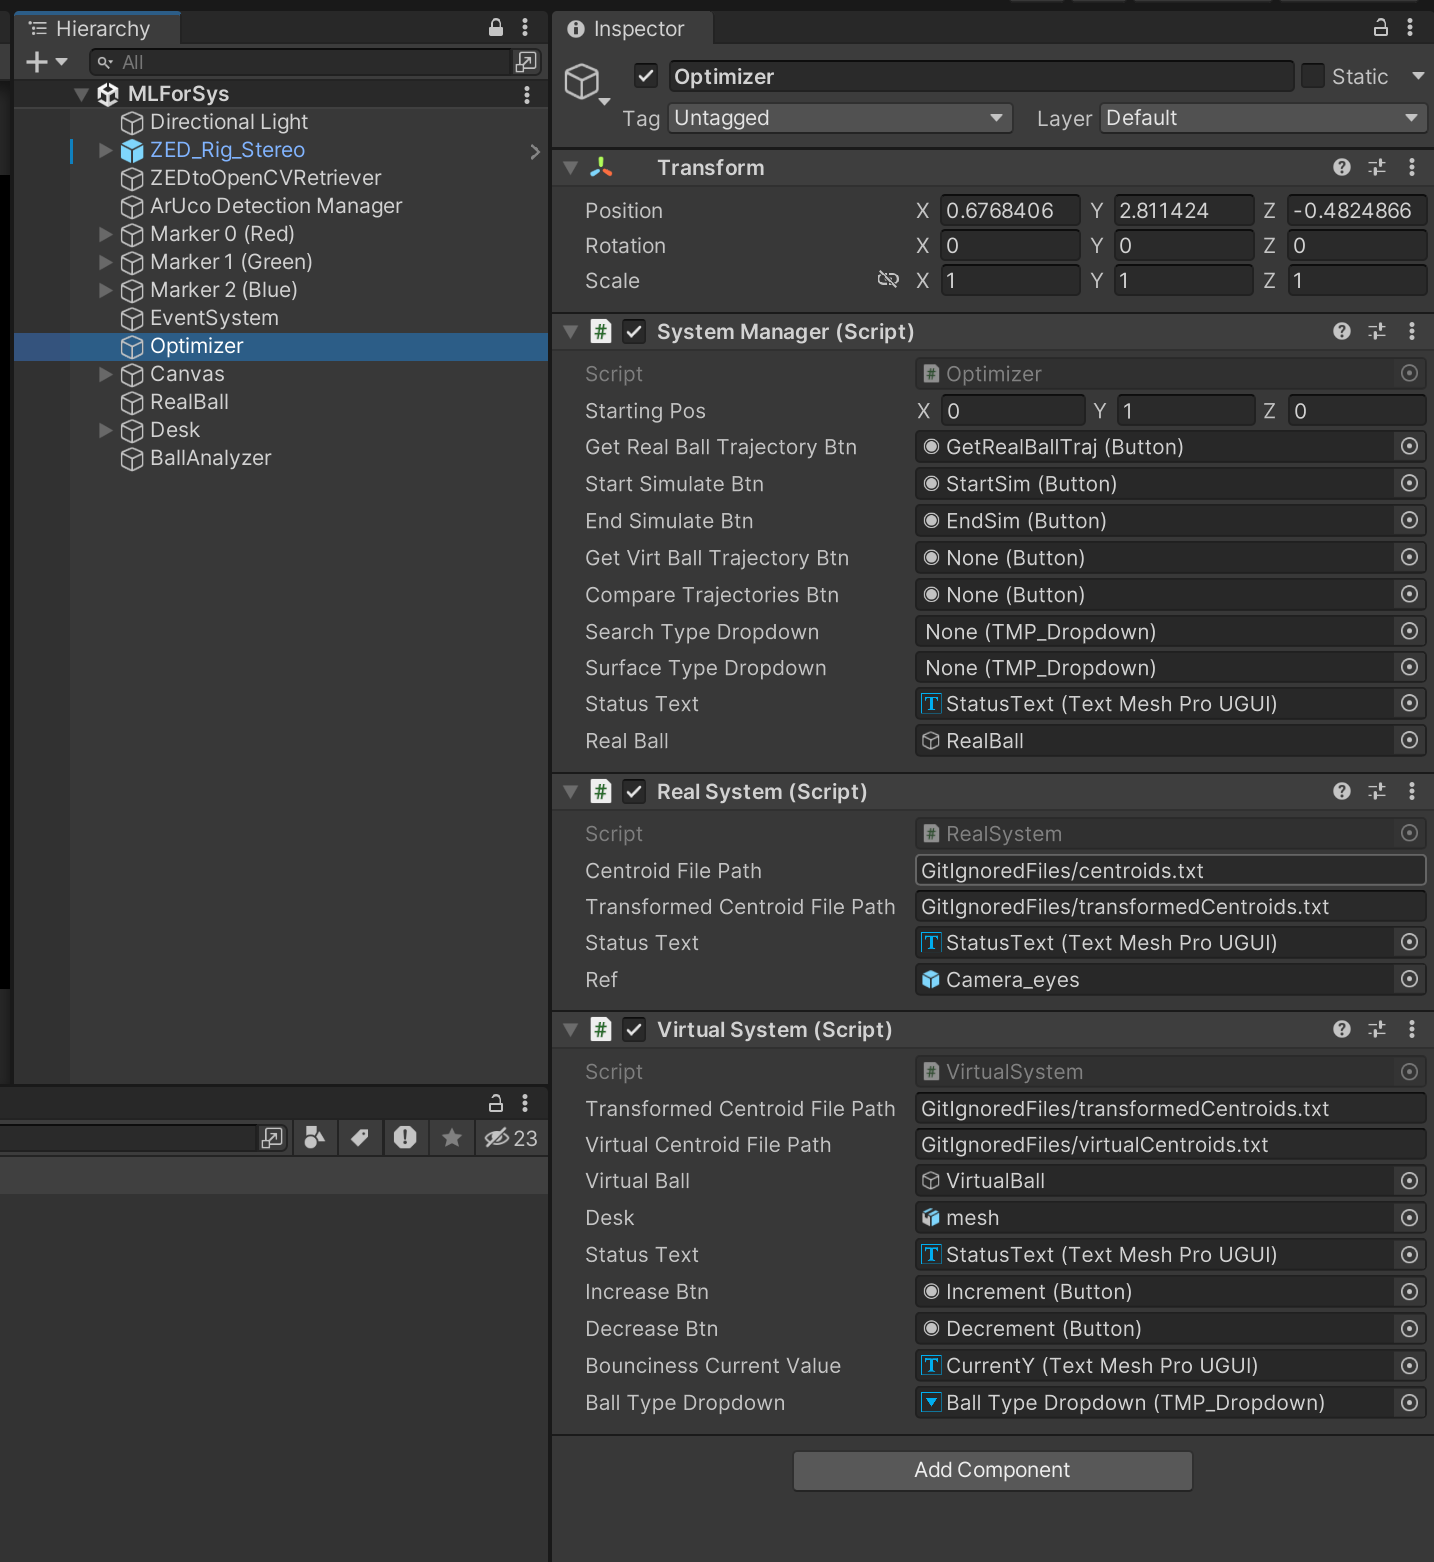 Hierarchy
All
MLForSys
Directional Light
ZED_Rig_Stereo
ZEDtoOpenCVRetriever
ArUco Detection Manager
Marker 0 (Red)
Marker 1 (Green)
Marker 2 (Blue)
EventSystem
Optimizer
Canvas
RealBall
Desk
BallAnalyzer
23
Inspector
Optimizer Static
Tag Untagged Layer Default
Transform
Position X 0.6768406 Y 2.811424 Z -0.4824866
Rotation X 0 Y 0 Z 0
Scale X 1 Y 1 Z 1
# System Manager (Script)
Script # Optimizer
Starting Pos X 0 Y 1 Z 0
Get Real Ball Trajectory Btn GetRealBallTraj (Button)
Start Simulate Btn StartSim (Button)
End Simulate Btn EndSim (Button)
Get Virt Ball Trajectory Btn None (Button)
Compare Trajectories Btn None (Button)
Search Type Dropdown None (TMP_Dropdown)
Surface Type Dropdown None (TMP_Dropdown)
Status Text T StatusText (Text Mesh Pro UGUI)
Real Ball RealBall
# Real System (Script)
Script # RealSystem
Centroid File Path GitIgnoredFiles/centroids.txt
Transformed Centroid File Path GitIgnoredFiles/transformedCentroids.txt
Status Text T StatusText (Text Mesh Pro UGUI)
Ref Camera_eyes
# Virtual System (Script)
Script # VirtualSystem
Transformed Centroid File Path GitIgnoredFiles/transformedCentroids.txt
Virtual Centroid File Path GitIgnoredFiles/virtualCentroids.txt
Virtual Ball VirtualBall
Desk mesh
Status Text T StatusText (Text Mesh Pro UGUI)
Increase Btn Increment (Button)
Decrease Btn Decrement (Button)
Bounciness Current Value T CurrentY (Text Mesh Pro UGUI)
Ball Type Dropdown Ball Type Dropdown (TMP_Dropdown)
Add Component